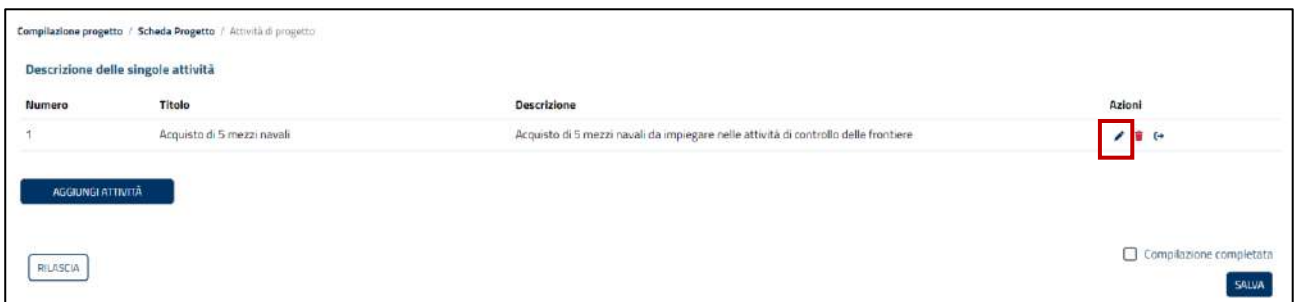 Compilazione progetto / Scheda Progetto / Attività di progetto
Descrizione delle singole attività
Numero Titolo Descrizione Azioni
1 Acquisto di 5 mezzi navali Acquisto di 5 mezzi navali da impiegare nelle attività di controllo delle frontiere
AGGIUNGI ATTIVITÀ
Compilazione completata
RILASCIA
SALVA